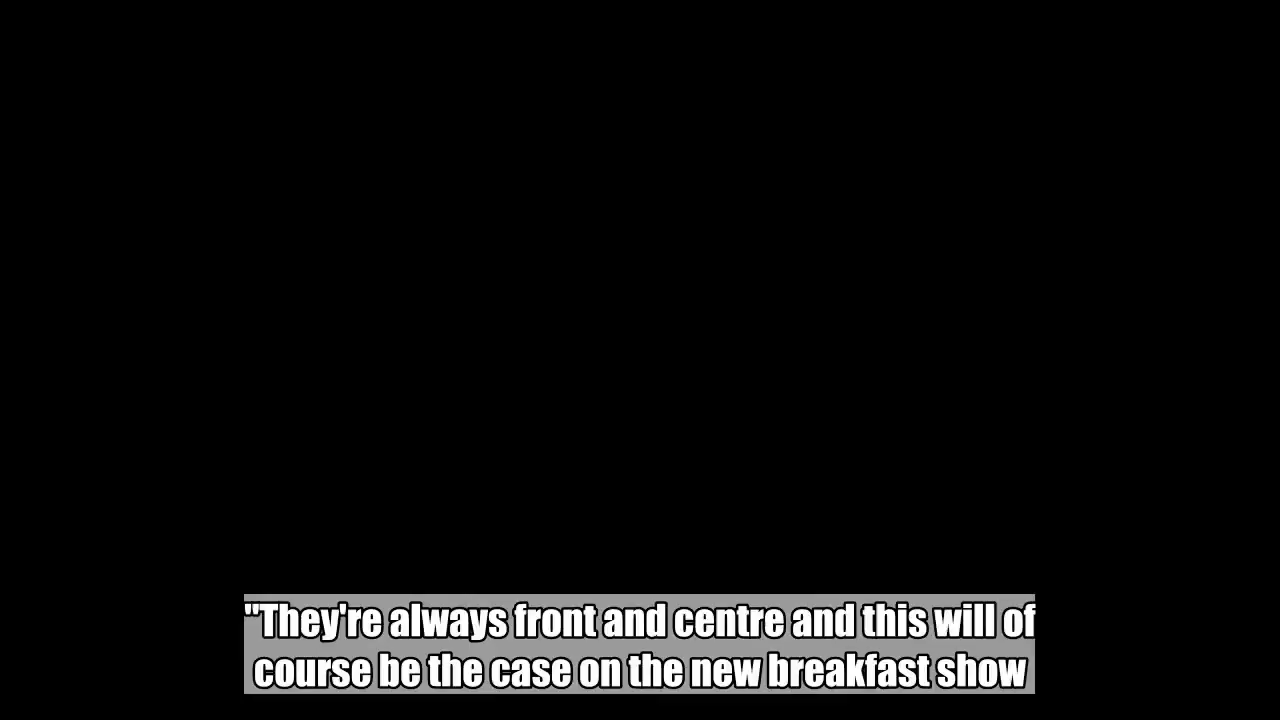 "They're always front and centre and this will of
course be the case on the new breakfast show